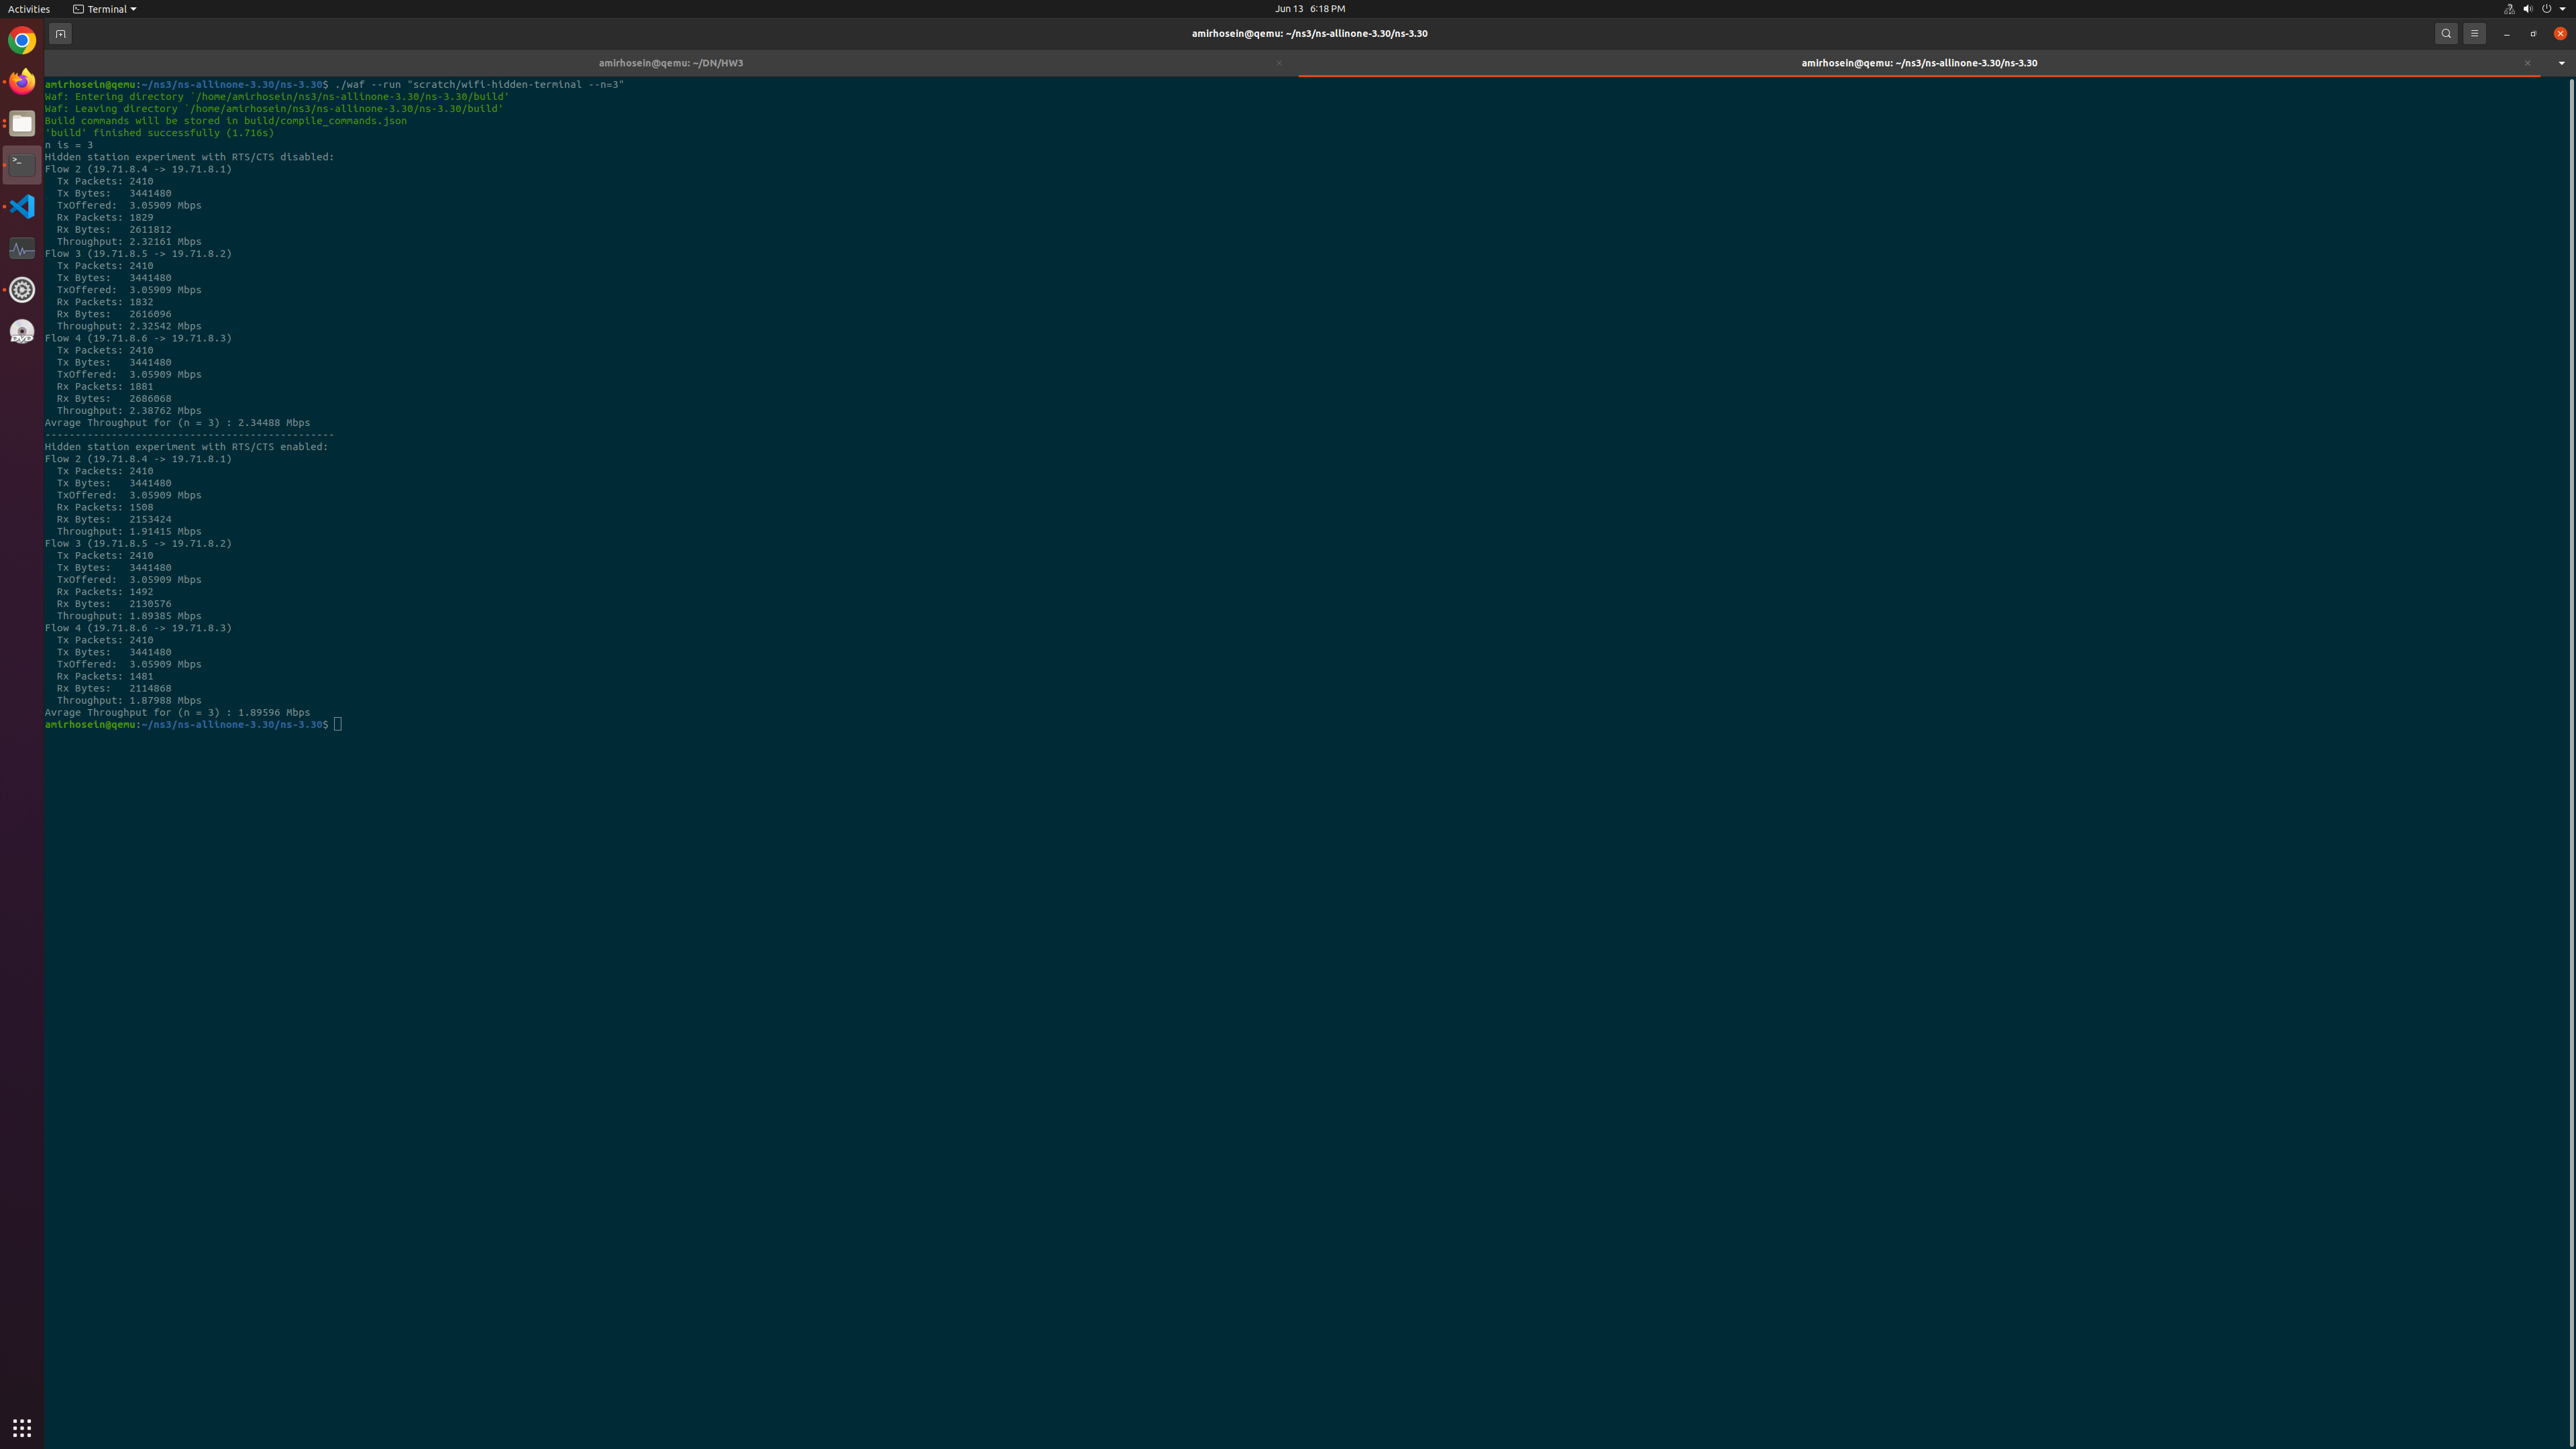 Activities
Terminal
Jun 13 6:18 PM
amirhosein@qemu: ~/ns3/ns-allinone-3.30/ns-3.30
amirhosein@qemu: ~/DN/HW3
amirhosein@qemu: ~/ns3/ns-allinone-3.30/ns-3.30
amirhosein@qemu:~/ns3/ns-allinone-3.30/ns-3.30$ ./waf --run "scratch/wifi-hidden-terminal --n=3"
Waf: Entering directory `/home/amirhosein/ns3/ns-allinone-3.30/ns-3.30/build'
Waf: Leaving directory `/home/amirhosein/ns3/ns-allinone-3.30/ns-3.30/build'
Build commands will be stored in build/compile_commands.json
'build' finished successfully (1.716s)
n is = 3
Hidden station experiment with RTS/CTS disabled:
Flow 2 (19.71.8.4 -> 19.71.8.1)
  Tx Packets: 2410
  Tx Bytes:   3441480
  TxOffered:  3.05909 Mbps
  Rx Packets: 1829
  Rx Bytes:   2611812
  Throughput: 2.32161 Mbps
Flow 3 (19.71.8.5 -> 19.71.8.2)
  Tx Packets: 2410
  Tx Bytes:   3441480
  TxOffered:  3.05909 Mbps
  Rx Packets: 1832
  Rx Bytes:   2616096
  Throughput: 2.32542 Mbps
Flow 4 (19.71.8.6 -> 19.71.8.3)
  Tx Packets: 2410
  Tx Bytes:   3441480
  TxOffered:  3.05909 Mbps
  Rx Packets: 1881
  Rx Bytes:   2686068
  Throughput: 2.38762 Mbps
Avrage Throughput for (n = 3) : 2.34488 Mbps
------------------------------------------------
Hidden station experiment with RTS/CTS enabled:
Flow 2 (19.71.8.4 -> 19.71.8.1)
  Tx Packets: 2410
  Tx Bytes:   3441480
  TxOffered:  3.05909 Mbps
  Rx Packets: 1508
  Rx Bytes:   2153424
  Throughput: 1.91415 Mbps
Flow 3 (19.71.8.5 -> 19.71.8.2)
  Tx Packets: 2410
  Tx Bytes:   3441480
  TxOffered:  3.05909 Mbps
  Rx Packets: 1492
  Rx Bytes:   2130576
  Throughput: 1.89385 Mbps
Flow 4 (19.71.8.6 -> 19.71.8.3)
  Tx Packets: 2410
  Tx Bytes:   3441480
  TxOffered:  3.05909 Mbps
  Rx Packets: 1481
  Rx Bytes:   2114868
  Throughput: 1.87988 Mbps
Avrage Throughput for (n = 3) : 1.89596 Mbps
amirhosein@qemu:~/ns3/ns-allinone-3.30/ns-3.30$
DVD